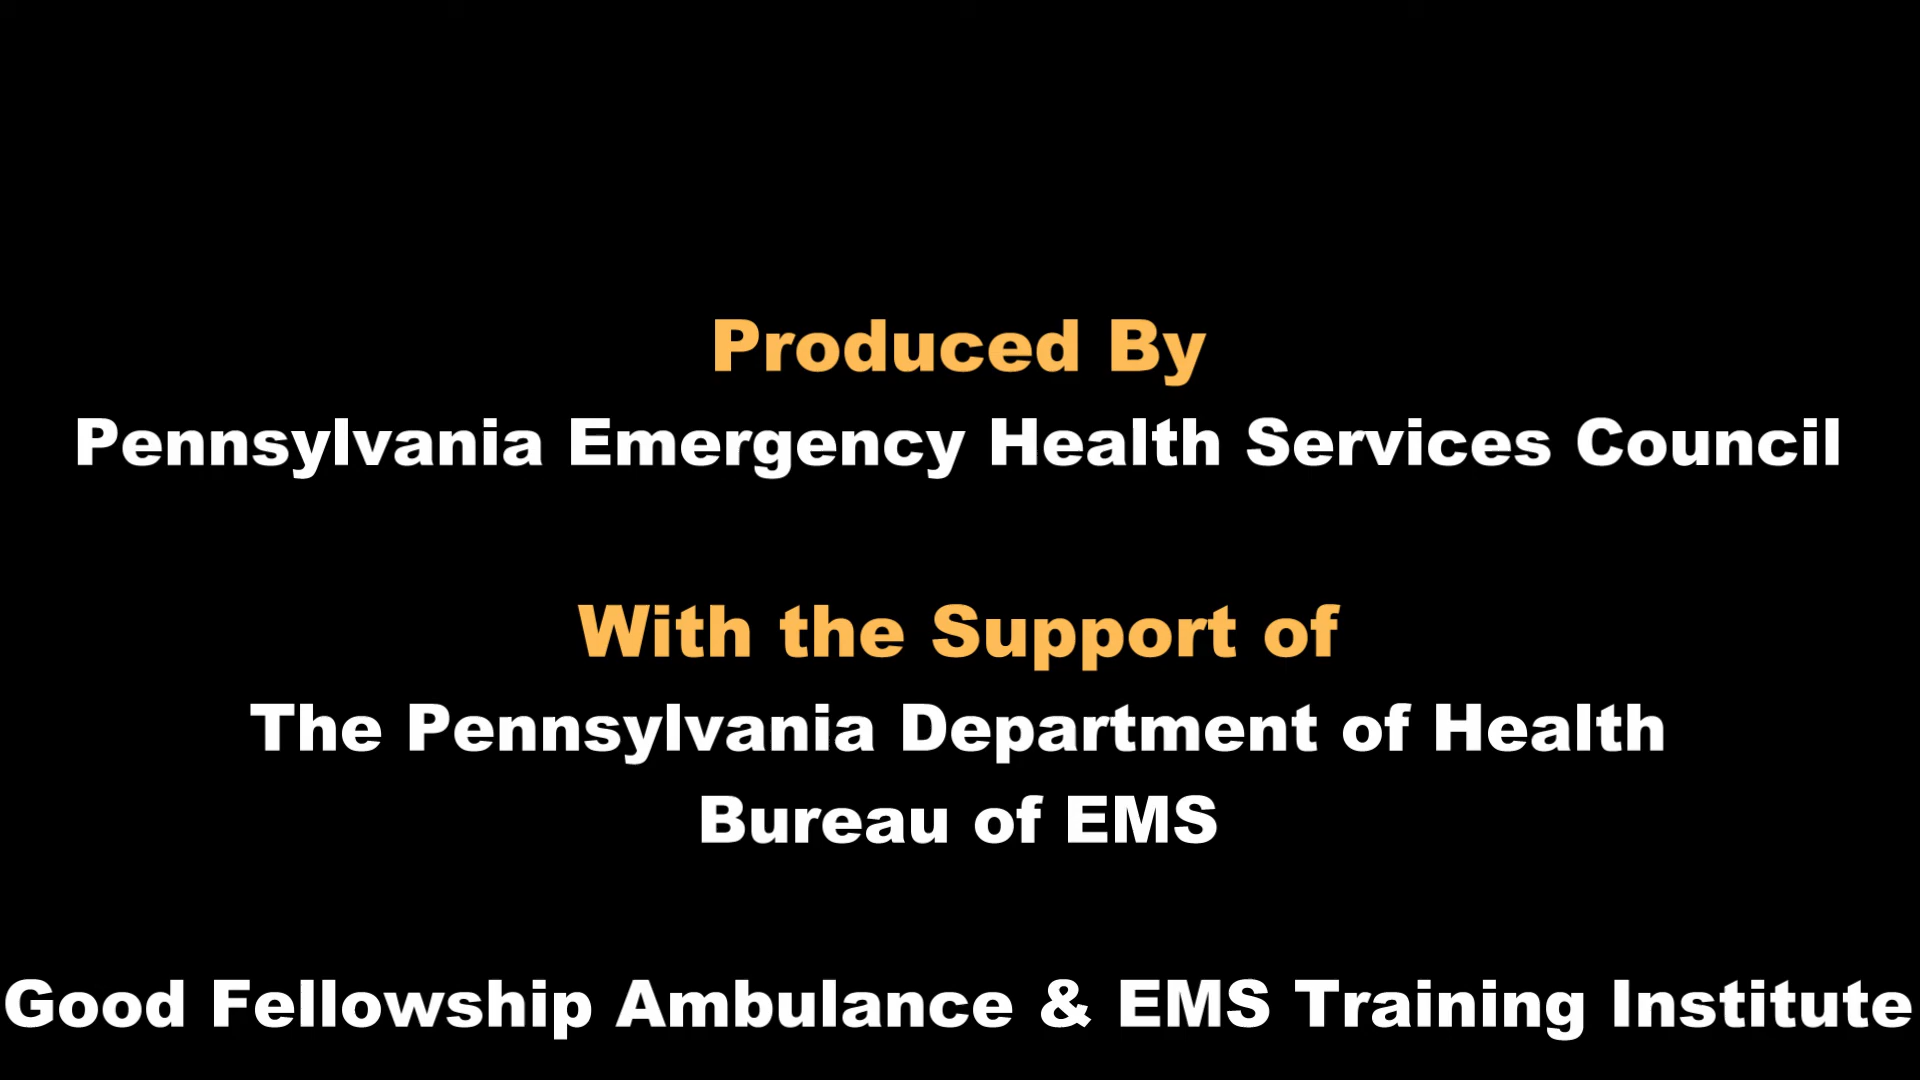 Produced By
Pennsylvania Emergency Health Services Council
With the Support of
The Pennsylvania Department of Health
Bureau of EMS
Good Fellowship Ambulance & EMS Training Institute